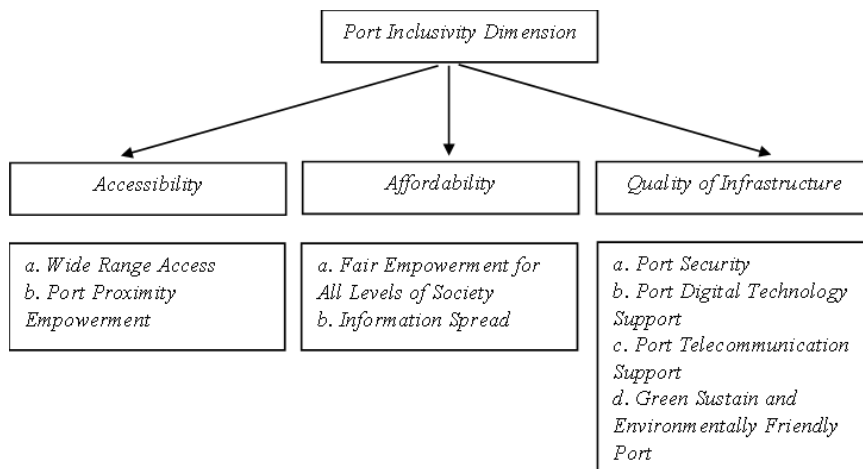 Port Inclusivity Dimension
Accessibility
Affordability
Quality of Infrastructure
a. Wide Range Access
b. Port Proximity
Empowerment
a. Fair Empowerment for
All Levels of Society
b. Information Spread
a. Port Security
b. Port Digital Technology
Support
c. Port Telecommunication
Support
d. Green Sustain and
Environmentally Friendly
Port